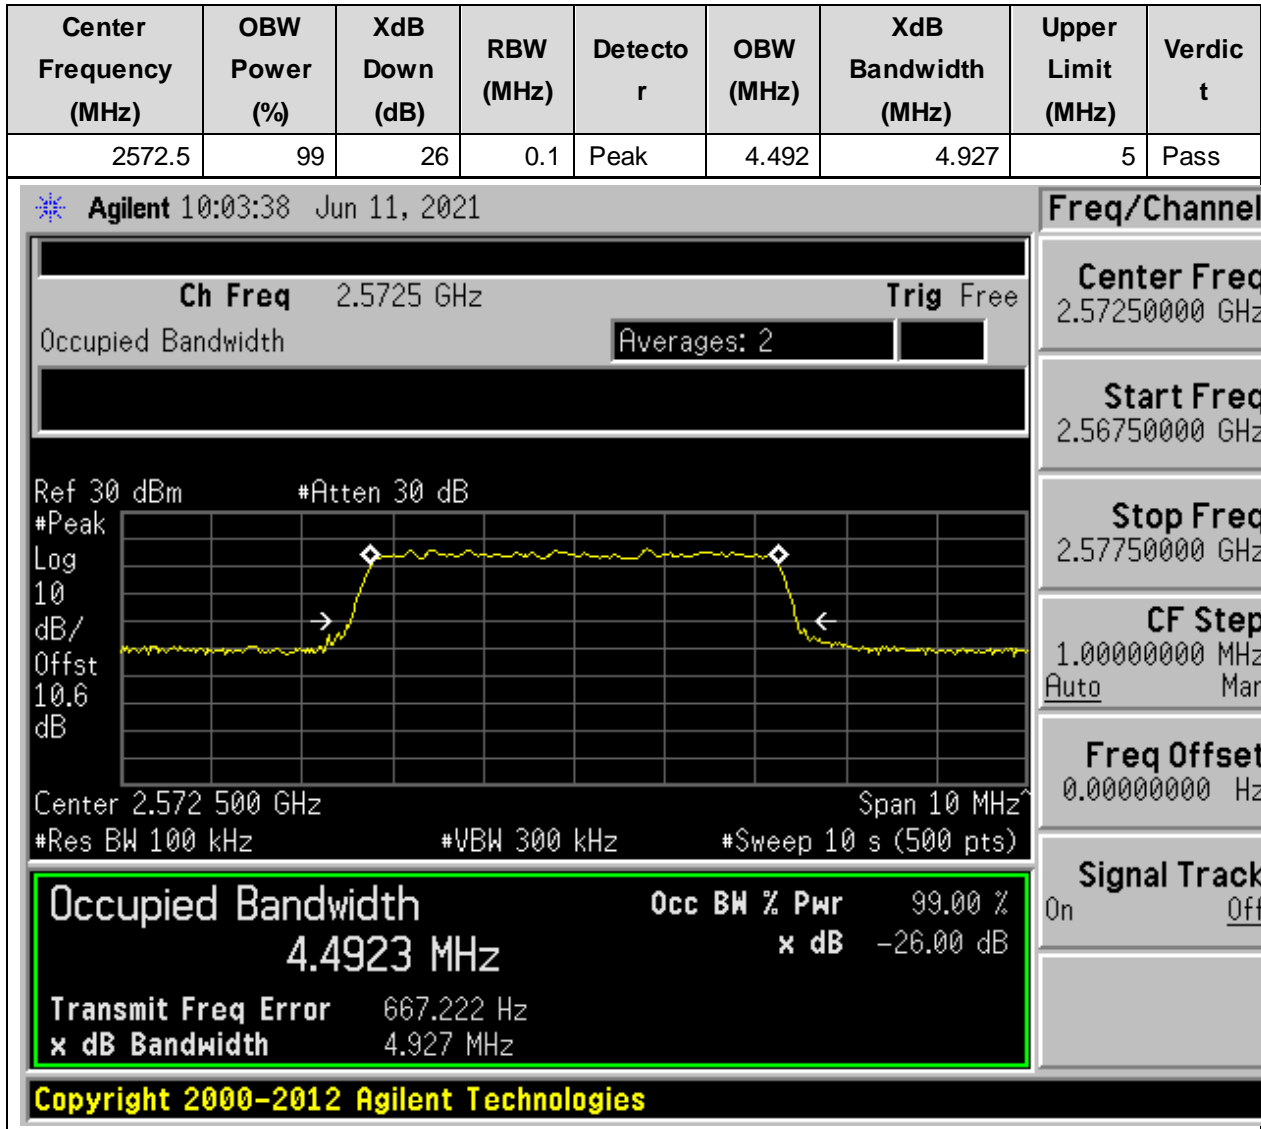 Center Frequency (MHz) OBW Power (%) XdB Down (dB) RBW (MHz) Detecto r OBW (MHz) XdB Bandwidth (MHz) Upper Limit (MHz) Verdic t
2572.5 99 26 0.1 Peak 4.492 4.927 5 Pass
Agilent 10:03:38 Jun 11, 2021
Freq/Channel
Ch Freq 2.5725 GHz Trig Free
Occupied Bandwidth Averages: 2
Ref 30 dBm #Atten 30 dB
#Peak
Log
10
dB/
Offst
10.6
dB
Center 2.572 500 GHz Span 10 MHz^
#Res BW 100 kHz #VBW 300 kHz #Sweep 10 s (500 pts)
Occupied Bandwidth Occ BW % Pwr 99.00 %
4.4923 MHz x dB -26.00 dB
Transmit Freq Error 667.222 Hz
x dB Bandwidth 4.927 MHz
Center Freq
2.57250000 GHz
Start Freq
2.56750000 GHz
Stop Freq
2.57750000 GHz
CF Step
1.00000000 MHz
Auto Man
Freq Offset
0.00000000 Hz
Signal Track
On Off
Copyright 2000-2012 Agilent Technologies